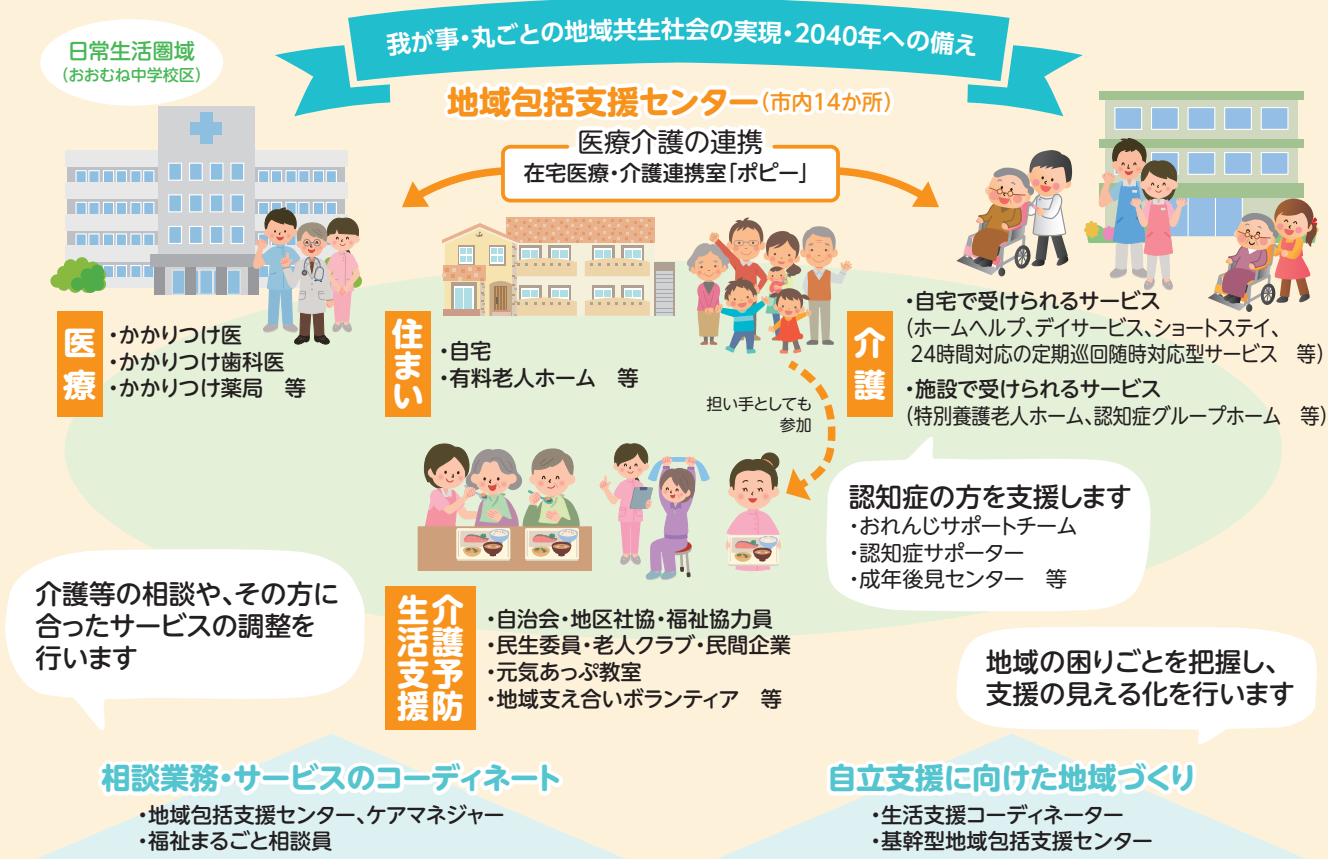 我が事・丸ごとの地域共生社会の実現・2040年への備え
日常生活圏域
(おおむね中学校区)
地域包括支援センター(市内14か所)
医療介護の連携
在宅医療・介護連携室「ポピー」
医療
・かかりつけ医
・かかりつけ歯科医
・かかりつけ薬局　等
住まい
・自宅
・有料老人ホーム　等
介護
・自宅で受けられるサービス
(ホームヘルプ、デイサービス、ショートステイ、
24時間対応の定期巡回随時対応型サービス　等)
・施設で受けられるサービス
(特別養護老人ホーム、認知症グループホーム　等)
担い手としても
参加
認知症の方を支援します
・おれんじサポートチーム
・認知症サポーター
・成年後見センター　等
介護等の相談や、その方に
合ったサービスの調整を
行います
介護予防
生活支援
・自治会・地区社協・福祉協力員
・民生委員・老人クラブ・民間企業
・元気あっぷ教室
・地域支え合いボランティア　等
地域の困りごとを把握し、
支援の見える化を行います
相談業務・サービスのコーディネート
・地域包括支援センター、ケアマネジャー
・福祉まるごと相談員
自立支援に向けた地域づくり
・生活支援コーディネーター
・基幹型地域包括支援センター